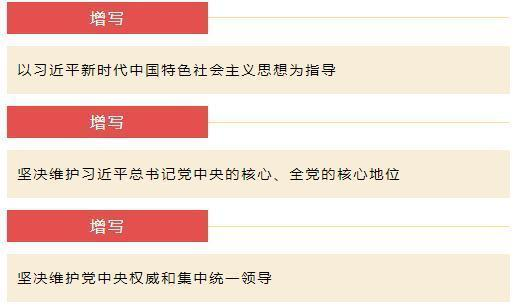 增写
以习近平新时代中国特色社会主义思想为指导
增写
坚决维护习近平总书记党中央的核心、全党的核心地位
增写
坚决维护党中央权威和集中统一领导